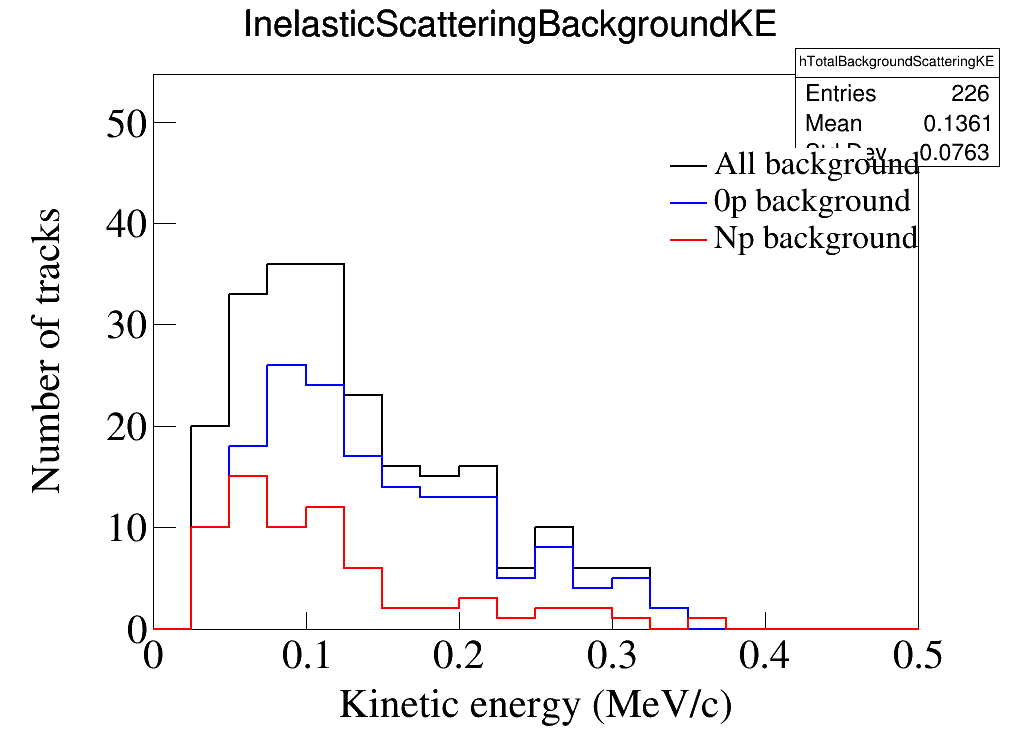 InelasticScatteringBackgroundKE
hTotalBackgroundScatteringKE
Entries 226
Mean 0.1361
Std Dev 0.0763
All background
0p background
Np background
50
40
30
20
10
0
0 0.1 0.2 0.3 0.4 0.5
Number of tracks
Kinetic energy (MeV/c)